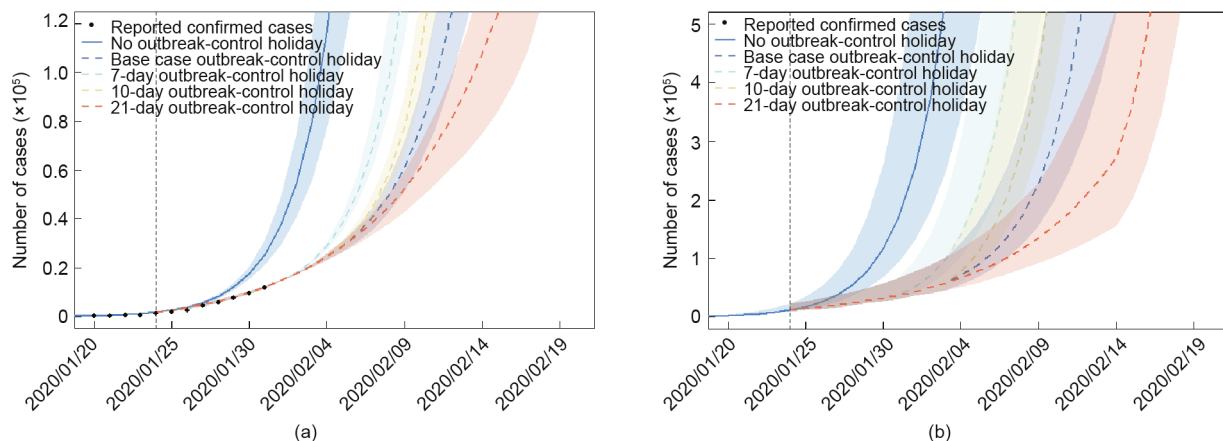 Number of cases (×10⁵)
1.2
1.0
0.8
0.6
0.4
0.2
0
Reported confirmed cases
No outbreak-control holiday
Base case outbreak-control holiday
7-day outbreak-control holiday
10-day outbreak-control holiday
21-day outbreak-control holiday
2020/01/20
2020/01/25
2020/01/30
2020/02/04
2020/02/09
2020/02/14
2020/02/19
(a)
Number of cases (×10⁵)
5
4
3
2
1
0
Reported confirmed cases
No outbreak-control holiday
Base case outbreak-control holiday
7-day outbreak-control holiday
10-day outbreak-control holiday
21-day outbreak-control holiday
2020/01/20
2020/01/25
2020/01/30
2020/02/04
2020/02/09
2020/02/14
2020/02/19
(b)